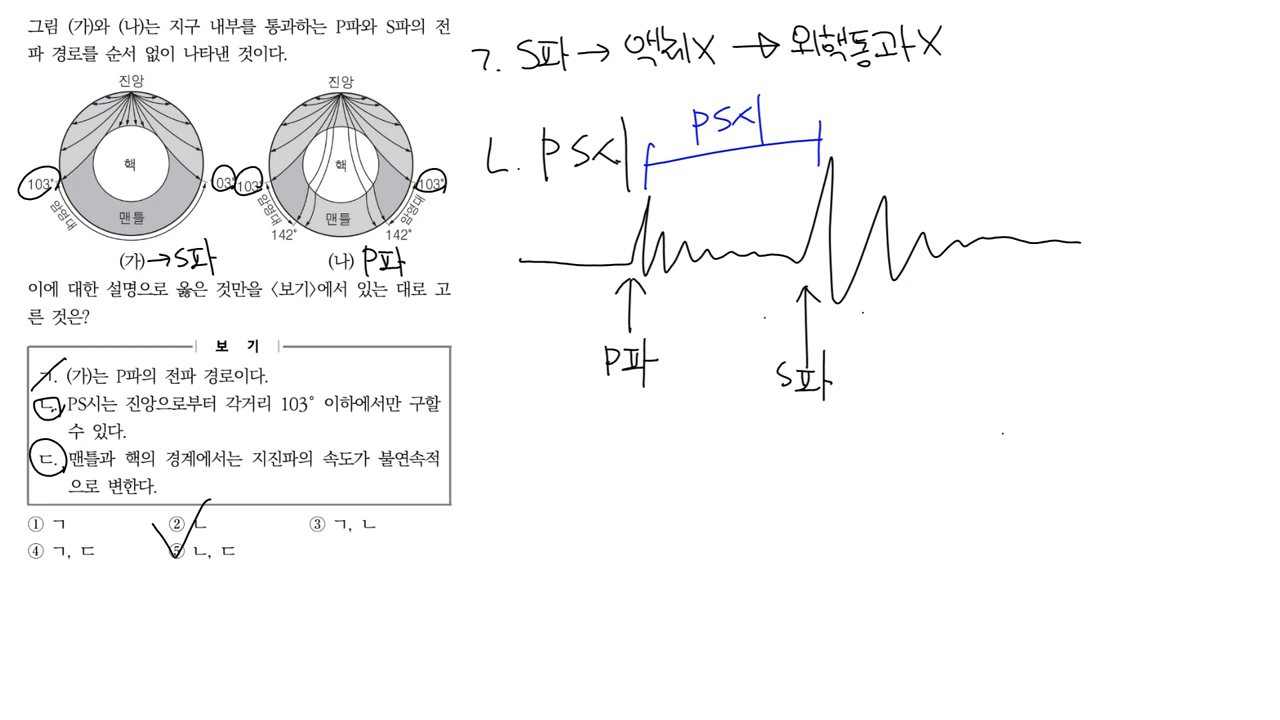 그림 (가)와 (나)는 지구 내부를 통과하는 P파와 S파의 전
파 경로를 순서 없이 나타낸 것이다.
진앙
핵
맨틀
103°
103°
암영대
(가)→S파
진앙
핵
맨틀
103°
103°
암영대
암영대
142°
142°
(나) P파
이에 대한 설명으로 옳은 것만을 〈보기〉에서 있는 대로 고
른 것은?
보 기
ㄱ. (가)는 P파의 전파 경로이다.
ㄴ. PS시는 진앙으로부터 각거리 103° 이하에서만 구할
수 있다.
ㄷ. 맨틀과 핵의 경계에서는 지진파의 속도가 불연속적
으로 변한다.
① ㄱ ② ㄴ ③ ㄱ, ㄴ
④ ㄱ, ㄷ ⑤ ㄴ, ㄷ
ㄱ. S파 → 액체X → 외핵통과X
ㄴ. PS시
PS시
P파
S파